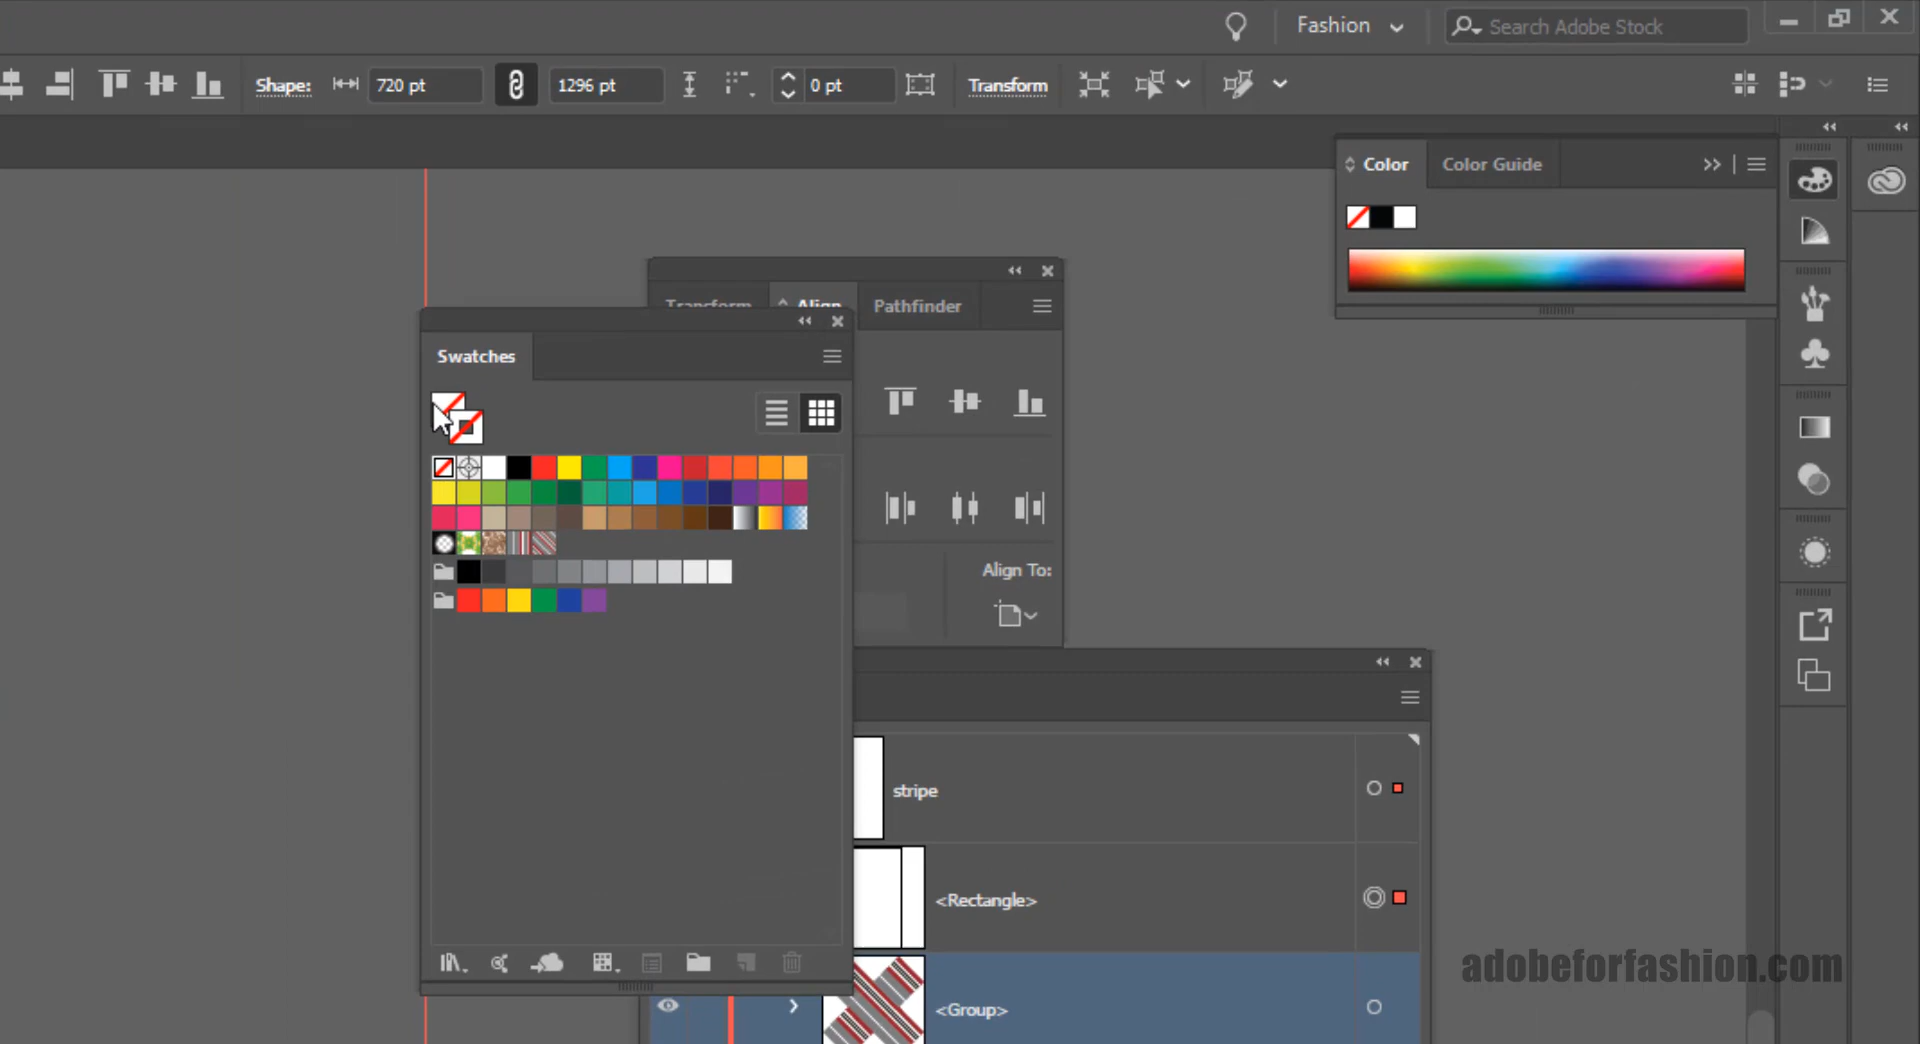 Fashion
Search Adobe Stock
Shape:
720 pt
1296 pt
0 pt
Transform
Color
Color Guide
Transform
Align
Pathfinder
Swatches
Align To:
stripe
<Rectangle>
<Group>
adobeforfashion.com